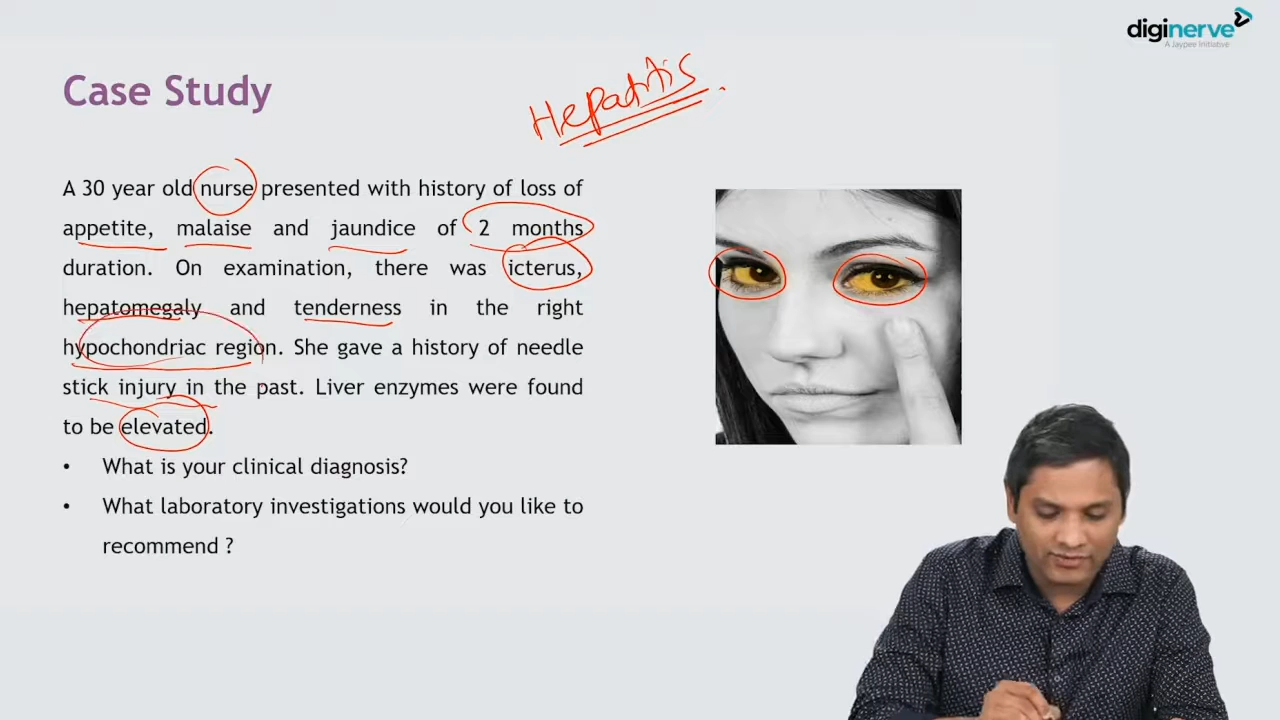 diginerve
A Jaypee Initiative
Case Study
Hepatitis
A 30 year old nurse presented with history of loss of
appetite, malaise and jaundice of 2 months
duration. On examination, there was icterus,
hepatomegaly and tenderness in the right
hypochondriac region. She gave a history of needle
stick injury in the past. Liver enzymes were found
to be elevated.
• What is your clinical diagnosis?
• What laboratory investigations would you like to
recommend ?